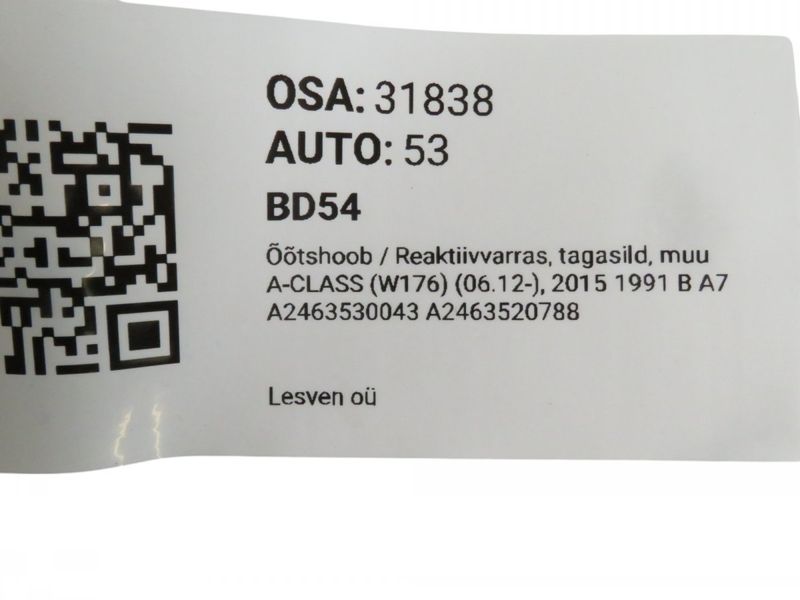 OSA: 31838
AUTO: 53
BD54
Õõtshoob / Reaktiivvarras, tagasild, muu
A-CLASS (W176) (06.12-), 2015 1991 B A7
A2463530043 A2463520788
Lesven oü